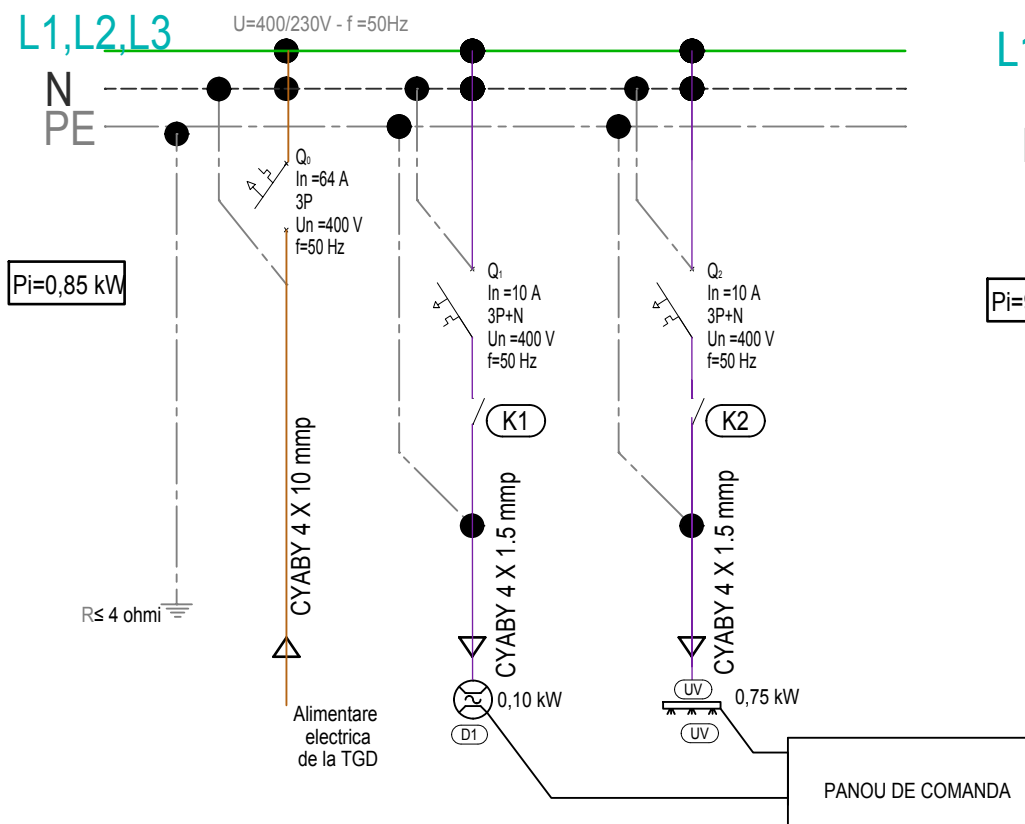 L1,L2,L3
U=400/230V - f =50Hz
N
PE
Q0
In =64 A
3P
Un =400 V
f=50 Hz
Q1
In =10 A
3P+N
Un =400 V
f=50 Hz
Q2
In =10 A
3P+N
Un =400 V
f=50 Hz
Pi=0,85 kW
K1
K2
CYABY 4 X 10 mmp
CYABY 4 X 1.5 mmp
CYABY 4 X 1.5 mmp
R≤ 4 ohmi
Alimentare
electrica
de la TGD
0,10 kW
D1
UV
0,75 kW
UV
PANOU DE COMANDA
L1
Pi=